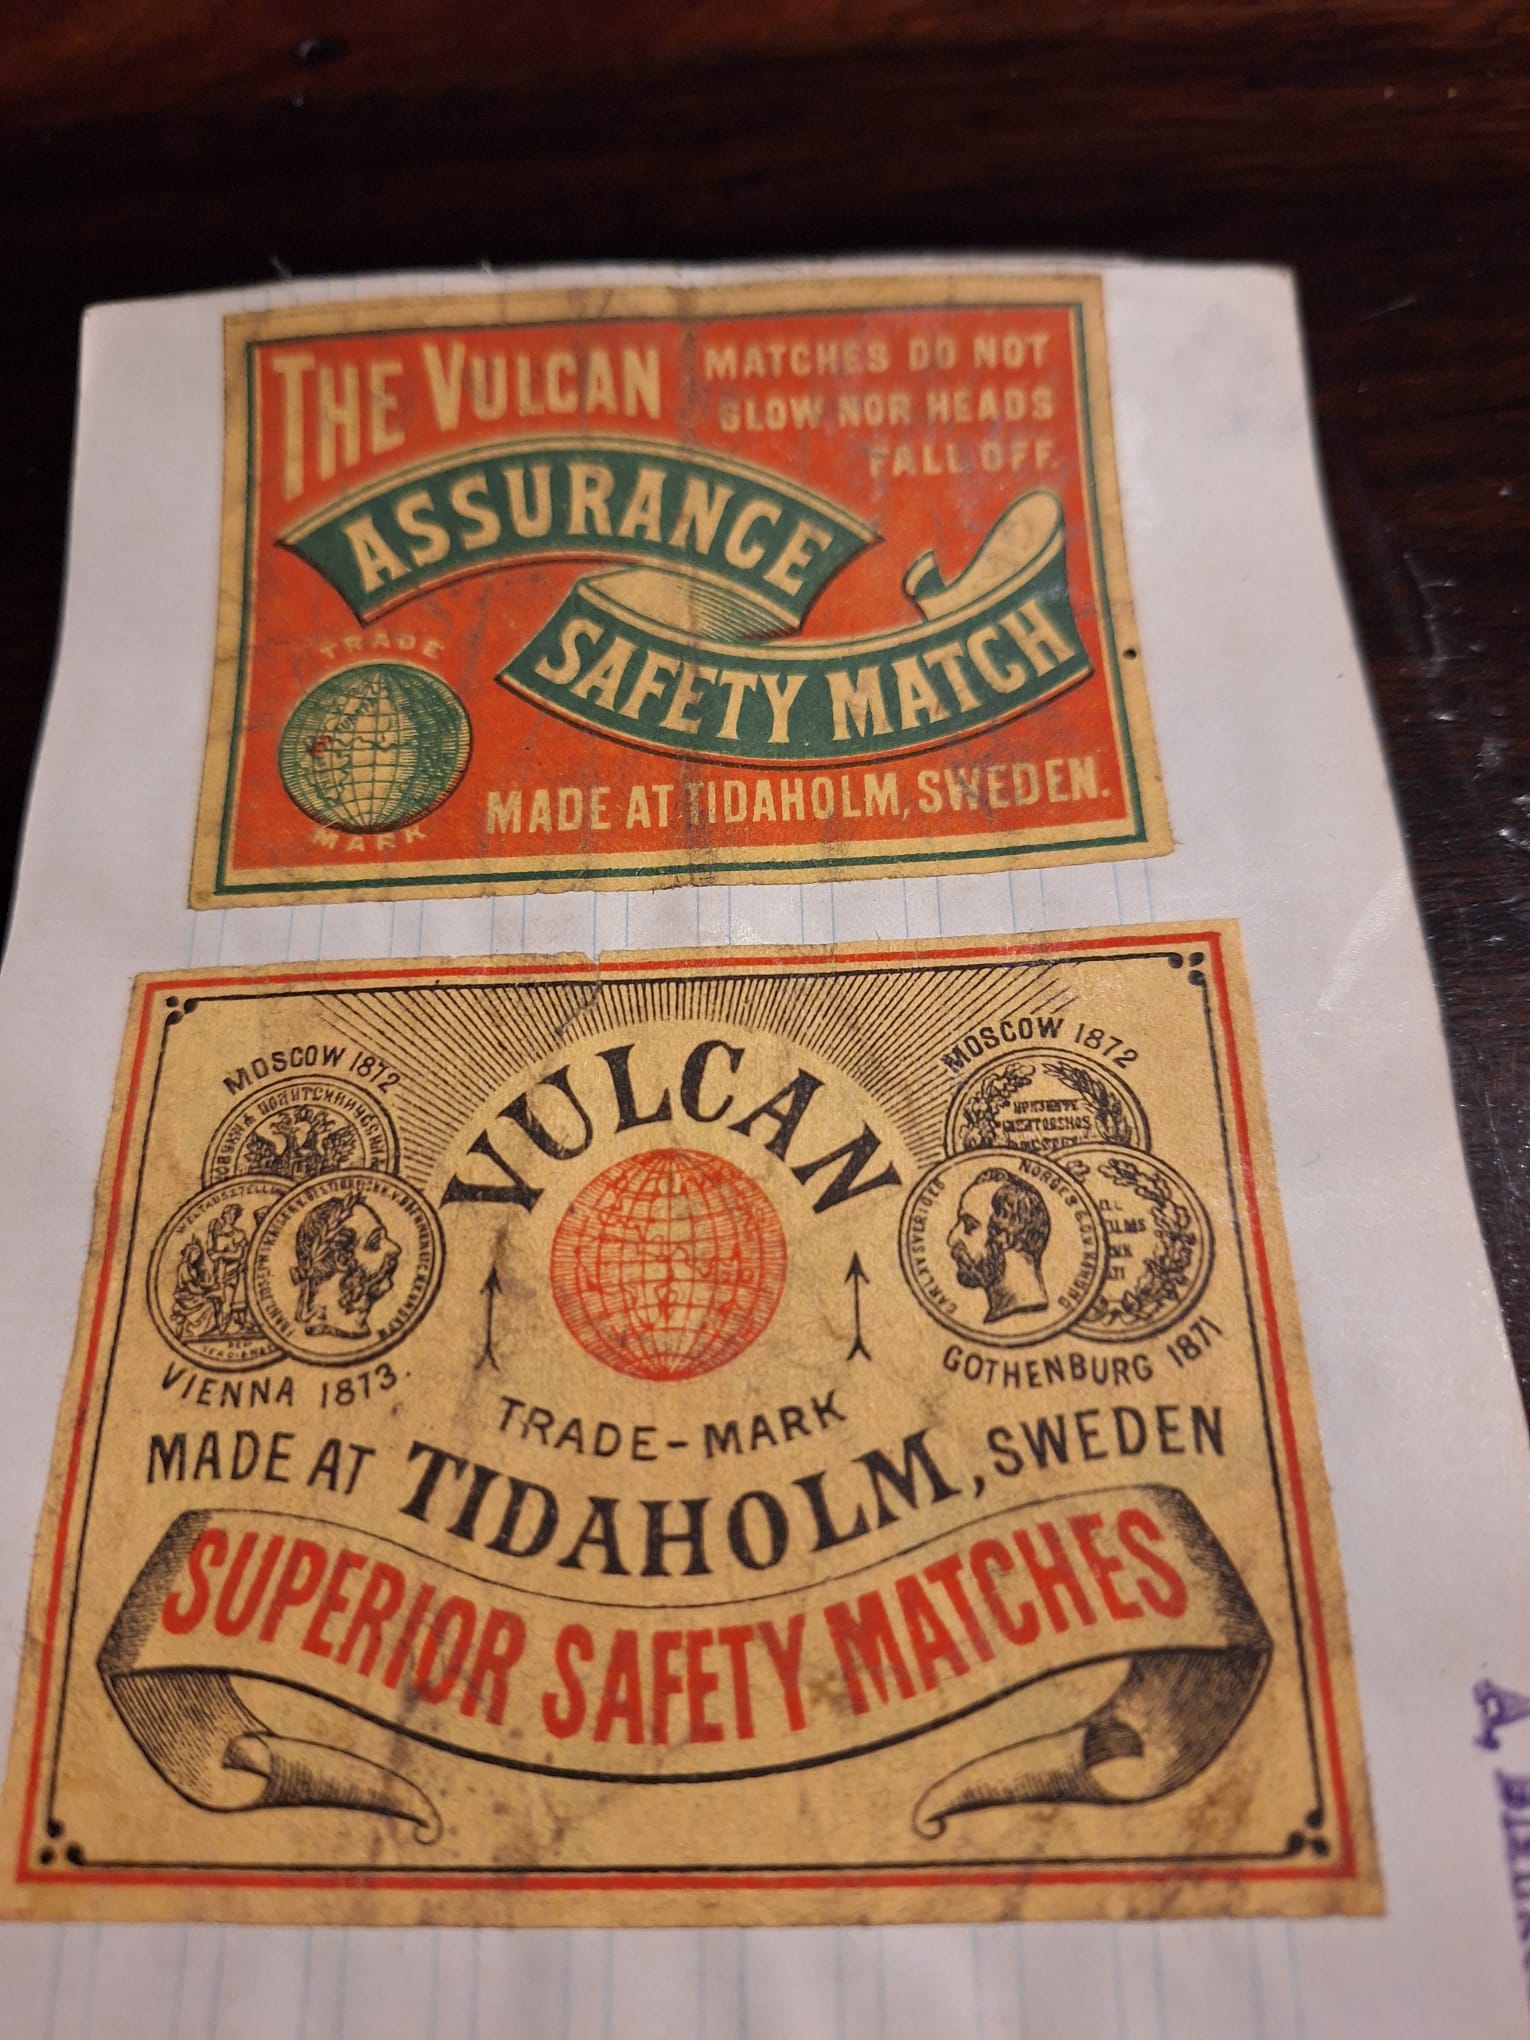 THE VULCAN
MATCHES DO NOT
GLOW NOR HEADS
FALL OFF.
ASSURANCE
SAFETY MATCH
TRADE
MARK
MADE AT TIDAHOLM, SWEDEN.
MOSCOW 1872
MOSCOW 1872
VULCAN
VIENNA 1873.
GOTHENBURG 1871
TRADE-MARK
MADE AT TIDAHOLM, SWEDEN
SUPERIOR SAFETY MATCHES